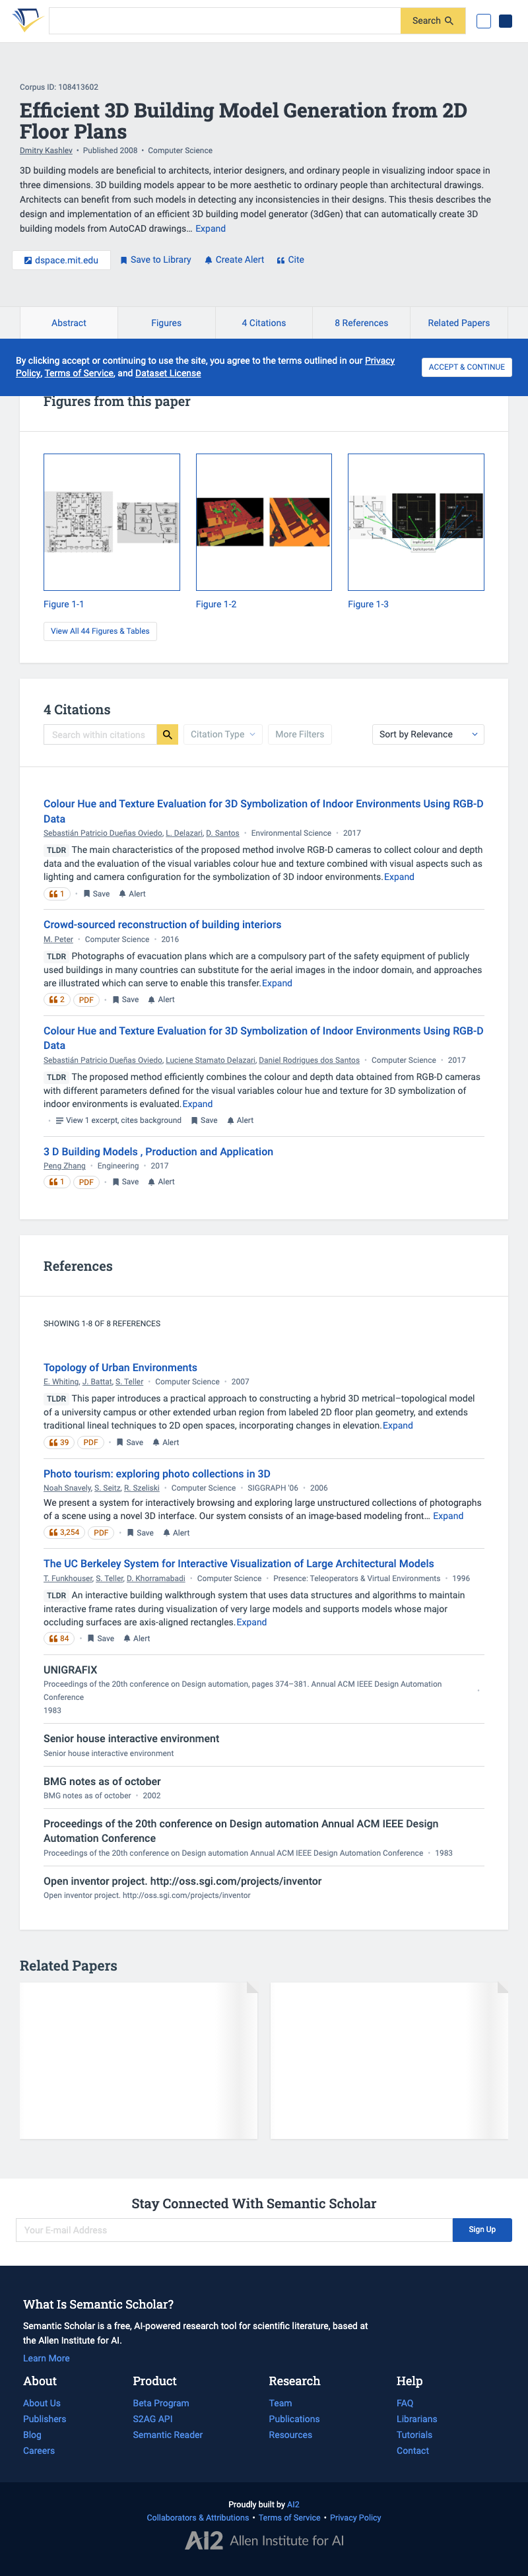 Search
Corpus ID: 108413602
Efficient 3D Building Model Generation from 2D
Floor Plans
Dmitry Kashlev • Published 2008 • Computer Science
3D building models are beneficial to architects, interior designers, and ordinary people in visualizing indoor space in
three dimensions. 3D building models appear to be more aesthetic to ordinary people than architectural drawings.
Architects can benefit from such models in detecting any inconsistencies in their designs. This thesis describes the
design and implementation of an efficient 3D building model generator (3dGen) that can automatically create 3D
building models from AutoCAD drawings… Expand
dspace.mit.edu
Save to Library
Create Alert
Cite
Abstract
Figures
4 Citations
8 References
Related Papers
By clicking accept or continuing to use the site, you agree to the terms outlined in our Privacy
Policy, Terms of Service, and Dataset License
ACCEPT & CONTINUE
Figures from this paper
Figure 1-1
Figure 1-2
Figure 1-3
View All 44 Figures & Tables
4 Citations
Search within citations
Citation Type
More Filters
Sort by Relevance
Colour Hue and Texture Evaluation for 3D Symbolization of Indoor Environments Using RGB-D
Data
Sebastián Patricio Dueñas Oviedo, L. Delazari, D. Santos • Environmental Science • 2017
TLDR The main characteristics of the proposed method involve RGB-D cameras to collect colour and depth
data and the evaluation of the visual variables colour hue and texture combined with visual aspects such as
lighting and camera configuration for the symbolization of 3D indoor environments. Expand
1 • Save Alert
Crowd-sourced reconstruction of building interiors
M. Peter • Computer Science • 2016
TLDR Photographs of evacuation plans which are a compulsory part of the safety equipment of publicly
used buildings in many countries can substitute for the aerial images in the indoor domain, and approaches
are illustrated which can serve to enable this transfer. Expand
2 PDF • Save Alert
Colour Hue and Texture Evaluation for 3D Symbolization of Indoor Environments Using RGB-D
Data
Sebastián Patricio Dueñas Oviedo, Luciene Stamato Delazari, Daniel Rodrigues dos Santos • Computer Science • 2017
TLDR The proposed method efficiently combines the colour and depth data obtained from RGB-D cameras
with different parameters defined for the visual variables colour hue and texture for 3D symbolization of
indoor environments is evaluated. Expand
• View 1 excerpt, cites background Save Alert
3 D Building Models , Production and Application
Peng Zhang • Engineering • 2017
1 PDF • Save Alert
References
SHOWING 1-8 OF 8 REFERENCES
Topology of Urban Environments
E. Whiting, J. Battat, S. Teller • Computer Science • 2007
TLDR This paper introduces a practical approach to constructing a hybrid 3D metrical–topological model
of a university campus or other extended urban region from labeled 2D floor plan geometry, and extends
traditional lineal techniques to 2D open spaces, incorporating changes in elevation. Expand
39 PDF • Save Alert
Photo tourism: exploring photo collections in 3D
Noah Snavely, S. Seitz, R. Szeliski • Computer Science • SIGGRAPH '06 • 2006
We present a system for interactively browsing and exploring large unstructured collections of photographs
of a scene using a novel 3D interface. Our system consists of an image-based modeling front… Expand
3,254 PDF • Save Alert
The UC Berkeley System for Interactive Visualization of Large Architectural Models
T. Funkhouser, S. Teller, D. Khorramabadi • Computer Science • Presence: Teleoperators & Virtual Environments • 1996
TLDR An interactive building walkthrough system that uses data structures and algorithms to maintain
interactive frame rates during visualization of very large models and supports models whose major
occluding surfaces are axis-aligned rectangles. Expand
84 • Save Alert
UNIGRAFIX
Proceedings of the 20th conference on Design automation, pages 374–381. Annual ACM IEEE Design Automation
Conference •
1983
Senior house interactive environment
Senior house interactive environment
BMG notes as of october
BMG notes as of october • 2002
Proceedings of the 20th conference on Design automation Annual ACM IEEE Design
Automation Conference
Proceedings of the 20th conference on Design automation Annual ACM IEEE Design Automation Conference • 1983
Open inventor project. http://oss.sgi.com/projects/inventor
Open inventor project. http://oss.sgi.com/projects/inventor
Related Papers
Stay Connected With Semantic Scholar
Your E-mail Address
Sign Up
What Is Semantic Scholar?
Semantic Scholar is a free, AI-powered research tool for scientific literature, based at
the Allen Institute for AI.
Learn More
About
About Us
Publishers
Blog
Careers
Product
Beta Program
S2AG API
Semantic Reader
Research
Team
Publications
Resources
Help
FAQ
Librarians
Tutorials
Contact
Proudly built by AI2
Collaborators & Attributions • Terms of Service • Privacy Policy
AI2 Allen Institute for AI